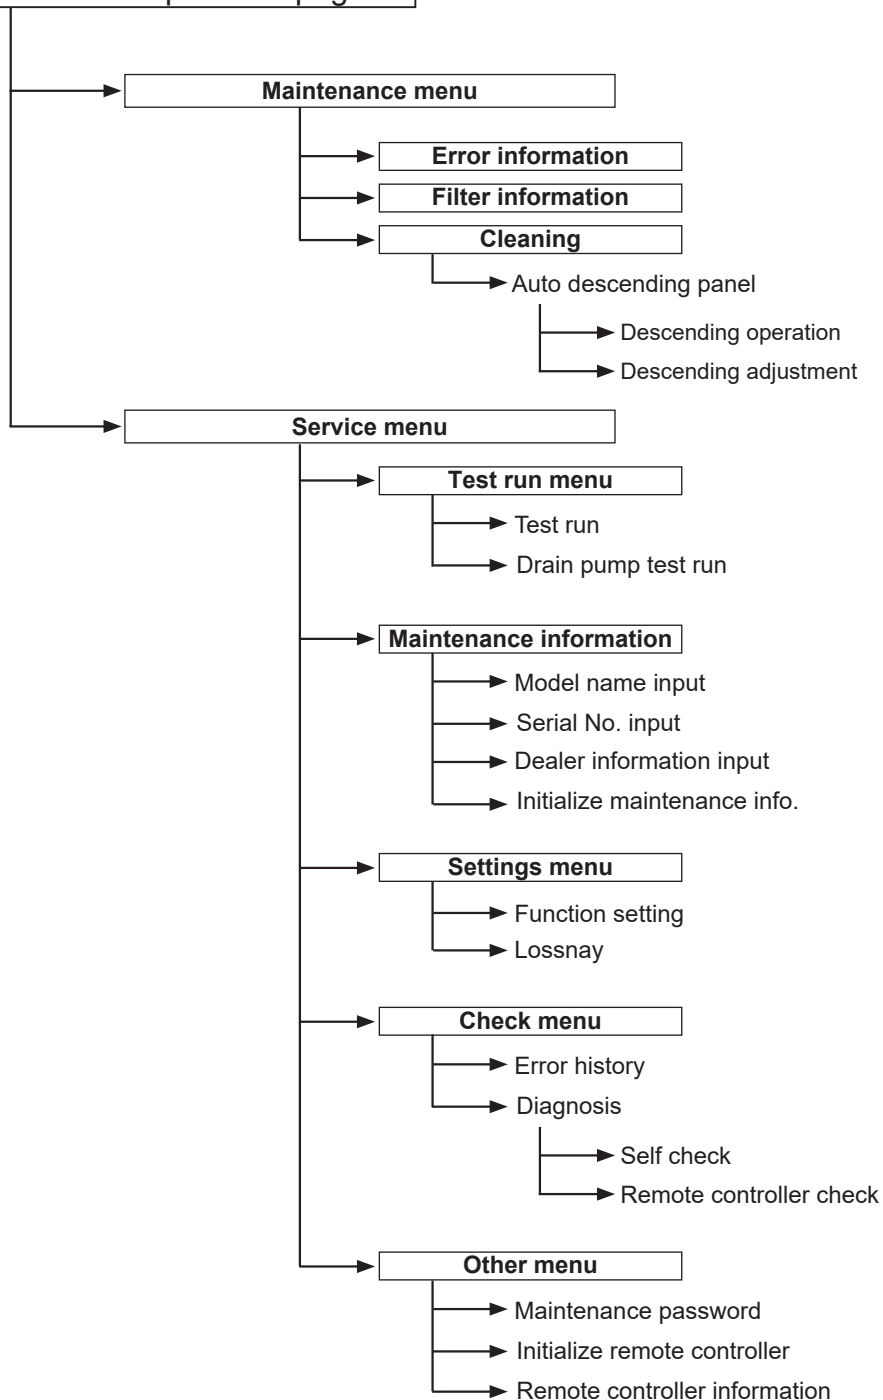 Maintenance menu
Error information
Filter information
Cleaning
Auto descending panel
Descending operation
Descending adjustment
Service menu
Test run menu
Test run
Drain pump test run
Maintenance information
Model name input
Serial No. input
Dealer information input
Initialize maintenance info.
Settings menu
Function setting
Lossnay
Check menu
Error history
Diagnosis
Self check
Remote controller check
Other menu
Maintenance password
Initialize remote controller
Remote controller information